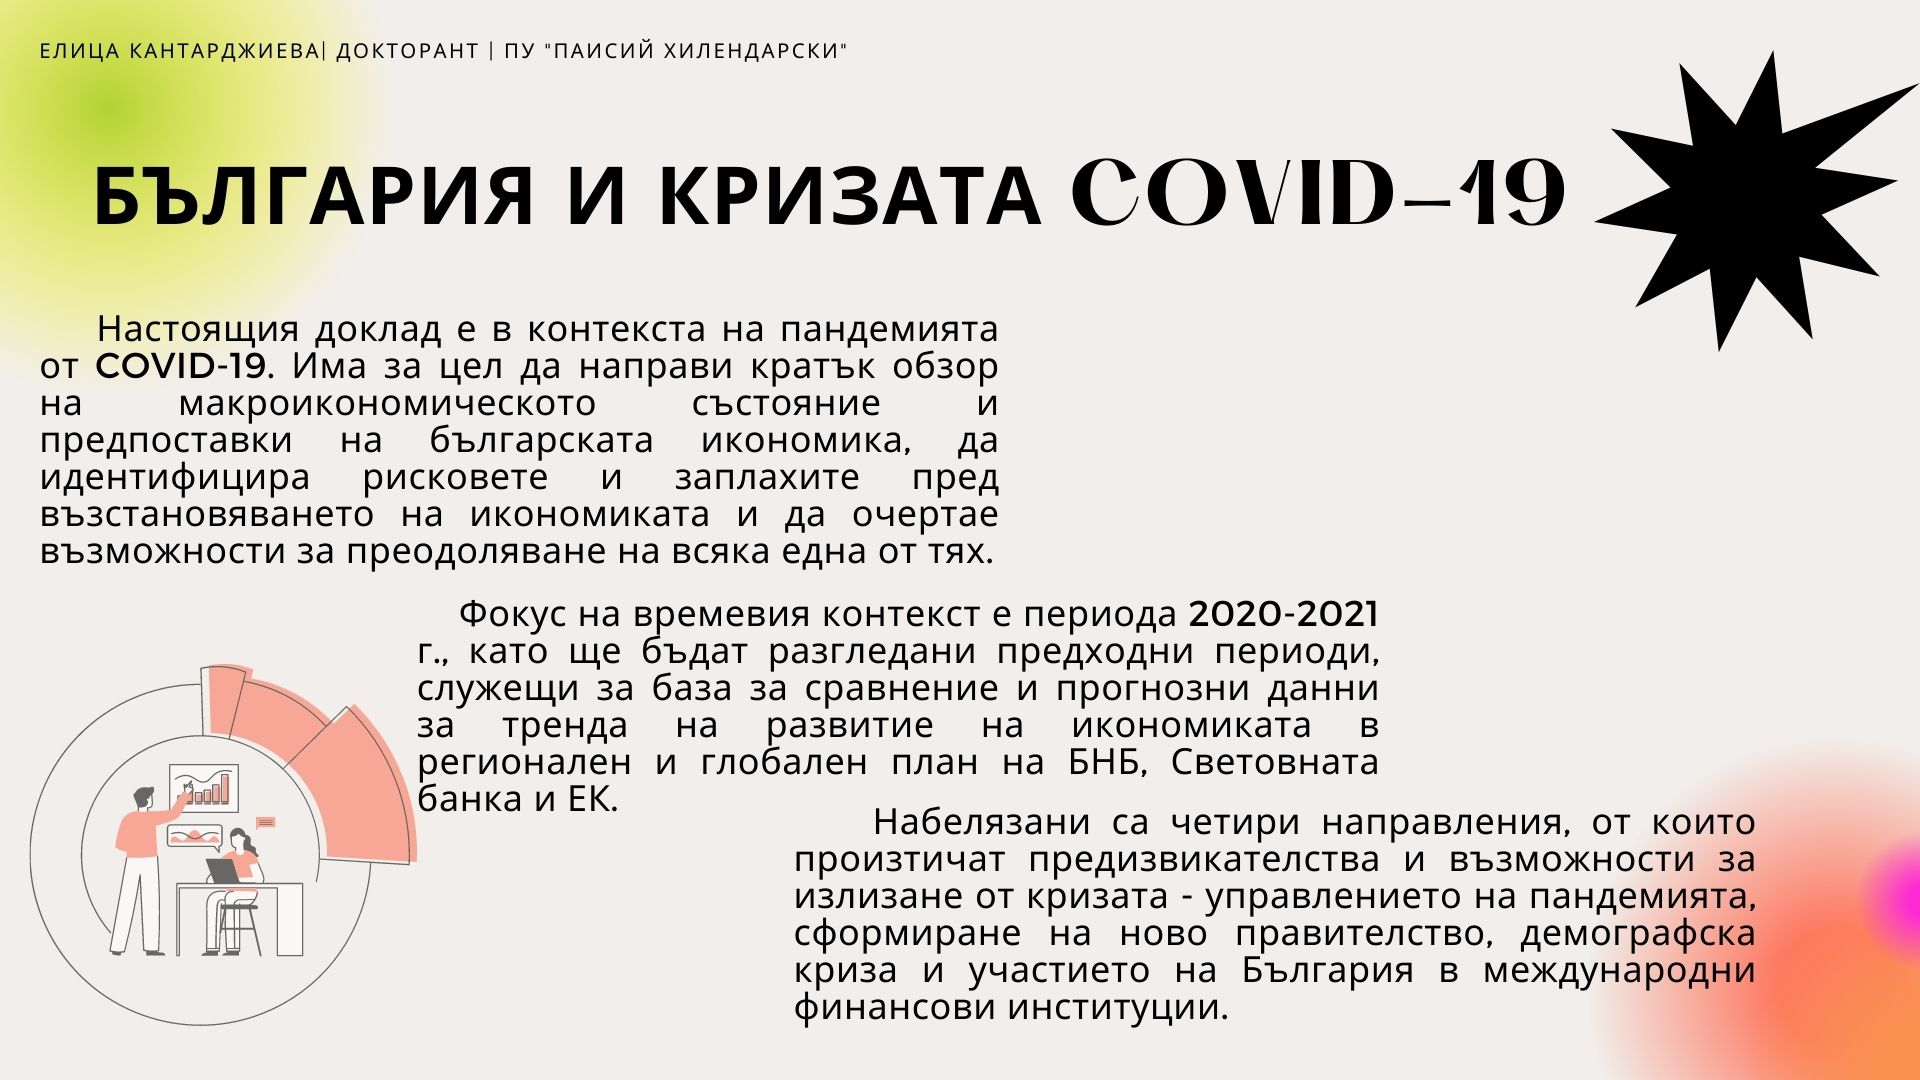 ЕЛИЦА КАНТАРДЖИЕВА| ДОКТОРАНТ | ПУ "ПАИСИЙ ХИЛЕНДАРСКИ"
БЪЛГАРИЯ И КРИЗАТА COVID-19
Настоящия доклад е в контекста на пандемията
от COVID-19. Има за цел да направи кратък обзор
на макроикономическото състояние и
предпоставки на българската икономика, да
идентифицира рисковете и заплахите пред
възстановяването на икономиката и да очертае
възможности за преодоляване на всяка една от тях.
Фокус на времевия контекст е периода 2020-2021
г., като ще бъдат разгледани предходни периоди,
служещи за база за сравнение и прогнозни данни
за тренда на развитие на икономиката в
регионален и глобален план на БНБ, Световната
банка и ЕК.
Набелязани са четири направления, от които
произтичат предизвикателства и възможности за
излизане от кризата - управлението на пандемията,
сформиране на ново правителство, демографска
криза и участието на България в международни
финансови институции.